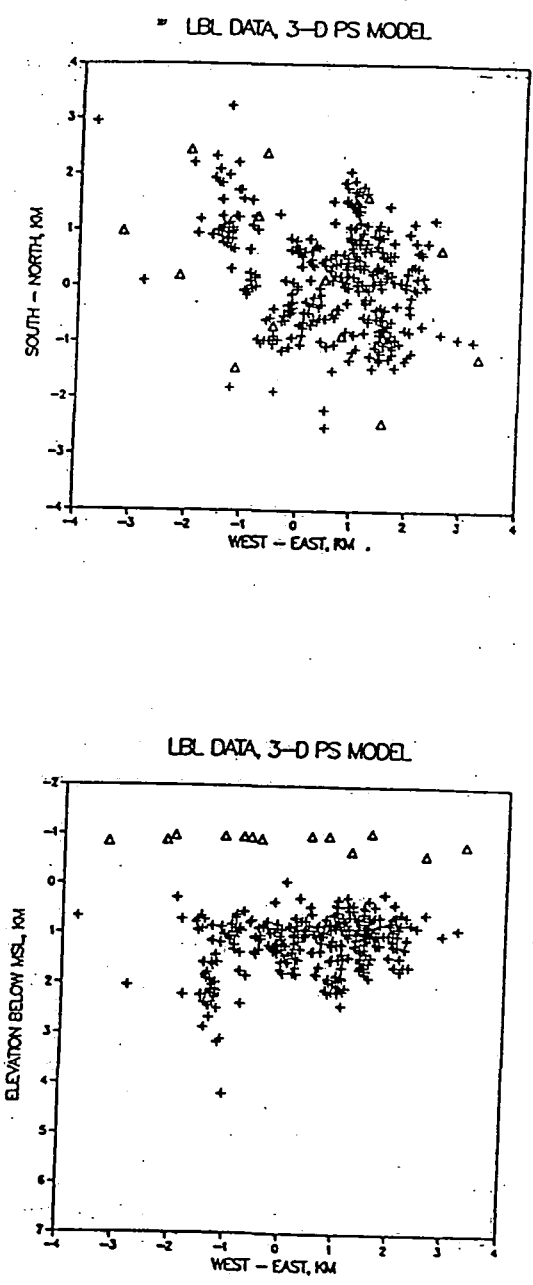 LBL DATA, 3-D PS MODEL
4
3
2
1
0
-1
-2
-3
-4
SOUTH - NORTH, KM
-4 -3 -2 -1 0 1 2 3 4
WEST - EAST, KM
LBL DATA, 3-D PS MODEL
-2
-1
0
1
2
3
4
5
6
7
ELEVATION BELOW MSL, KM
-4 -3 -2 -1 0 1 2 3 4
WEST - EAST, KM